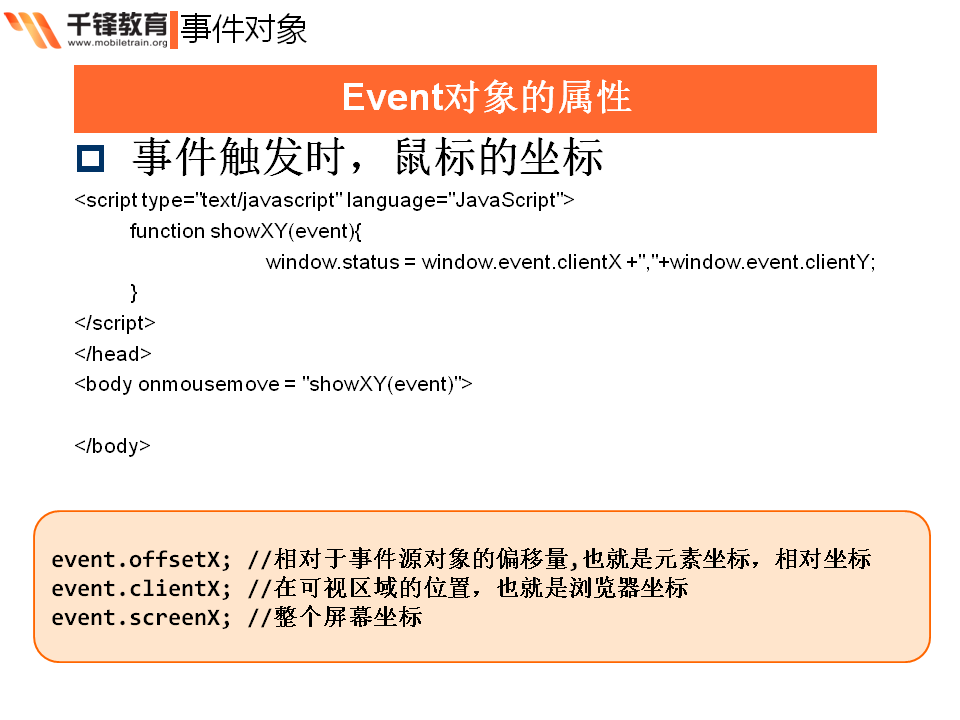 千锋教育
www.mobiletrain.org
事件对象
Event对象的属性
事件触发时，鼠标的坐标
<script type="text/javascript" language="JavaScript">
function showXY(event){
window.status = window.event.clientX +","+window.event.clientY;
}
</script>
</head>
<body onmousemove = "showXY(event)">
</body>
event.offsetX; //相对于事件源对象的偏移量,也就是元素坐标，相对坐标
event.clientX; //在可视区域的位置，也就是浏览器坐标
event.screenX; //整个屏幕坐标